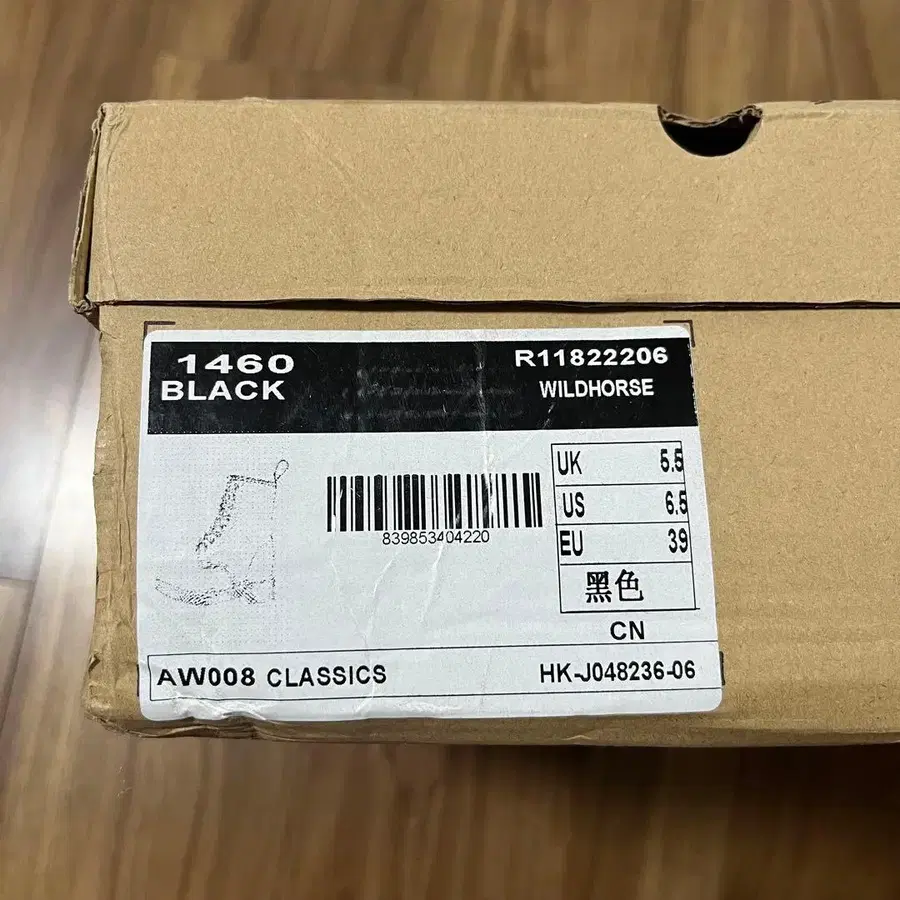 1460
BLACK
R11822206
WILDHORSE
839853404220
UK 5.5
US 6.5
EU 39
黑色
CN
AW008 CLASSICS
HK-J048236-06